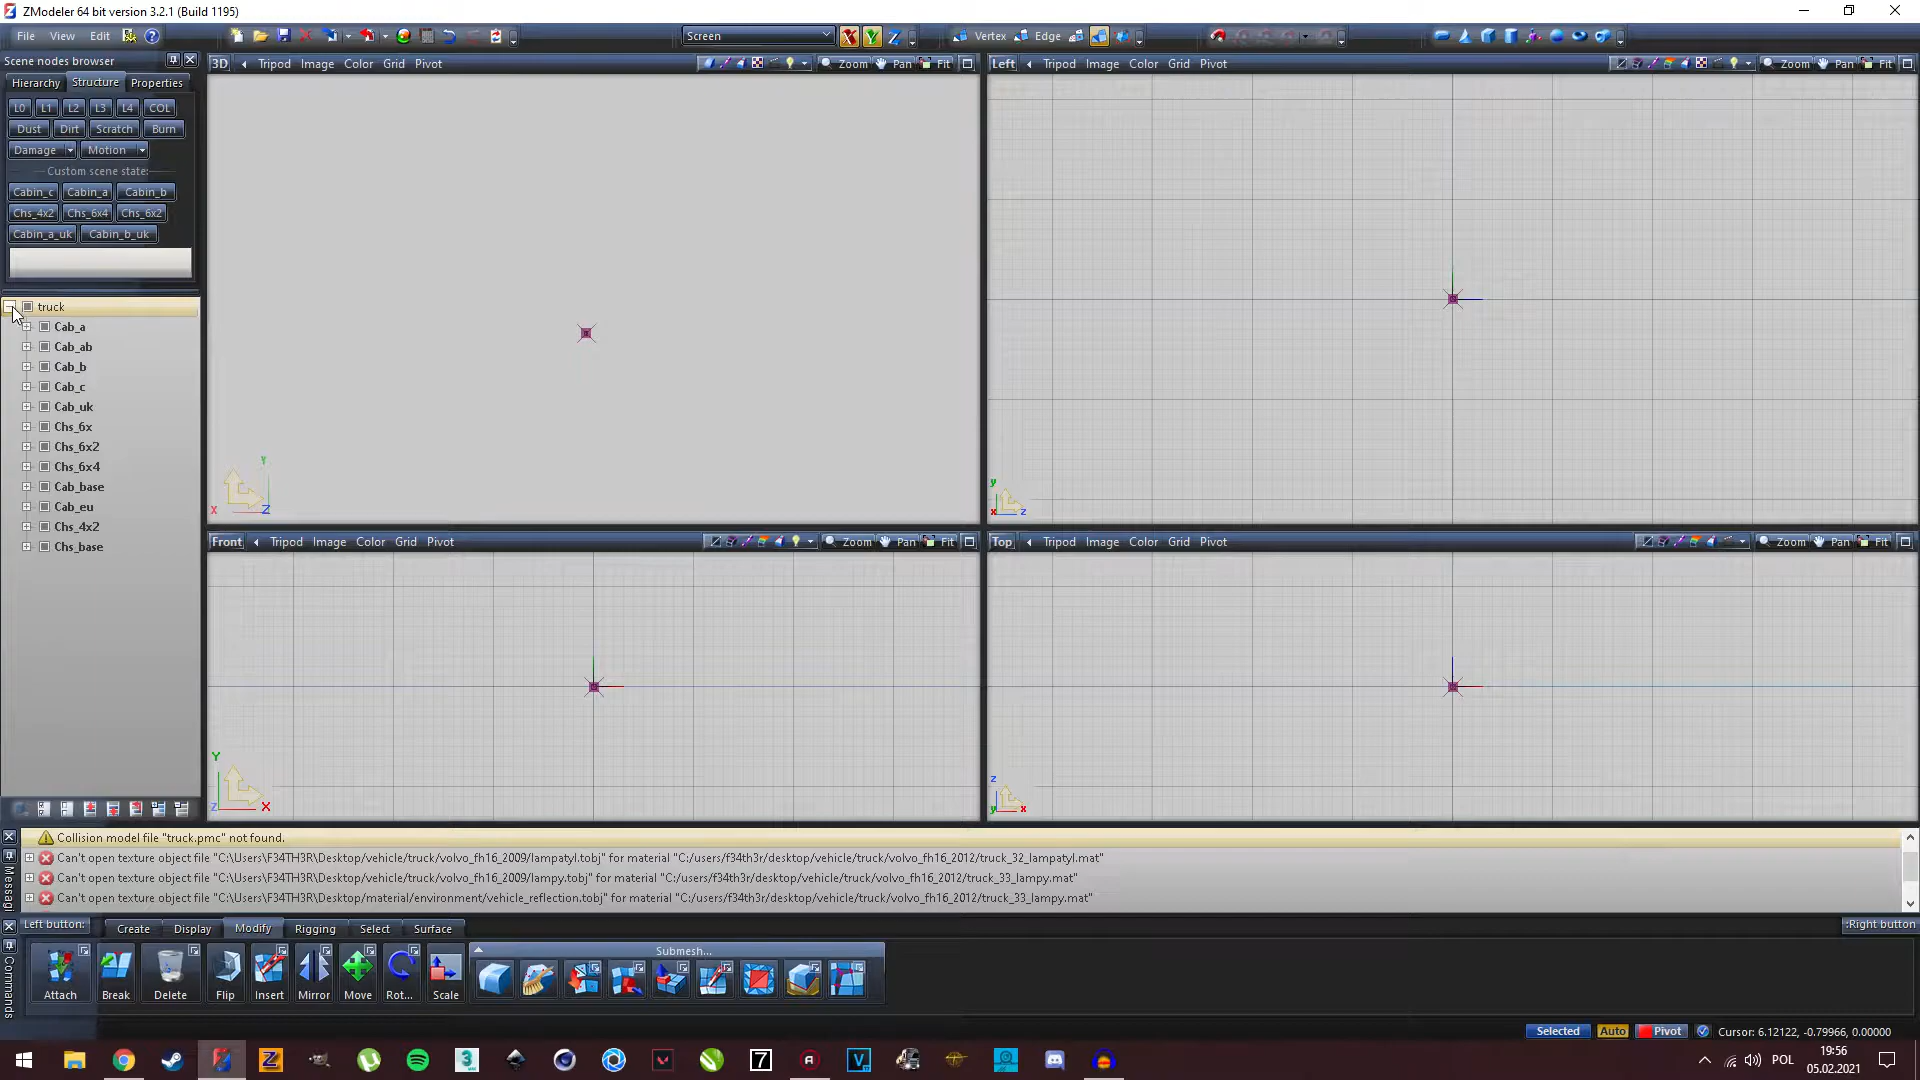 ZModeler 64 bit version 3.2.1 (Build 1195)
File View Edit
Screen
X Y Z
Vertex Edge
Scene nodes browser
Hierarchy Structure Properties
L0 L1 L2 L3 L4 COL
Dust Dirt Scratch Burn
Damage Motion
Custom scene state:
Cabin_c Cabin_a Cabin_b
Chs_4x2 Chs_6x4 Chs_6x2
Cabin_a_uk Cabin_b_uk
truck
Cab_a
Cab_ab
Cab_b
Cab_c
Cab_uk
Chs_6x
Chs_6x2
Chs_6x4
Cab_base
Cab_eu
Chs_4x2
Chs_base
3D Tripod Image Color Grid Pivot Zoom Pan Fit
Y
X Z
Left Tripod Image Color Grid Pivot Zoom Pan Fit
y
x z
Front Tripod Image Color Grid Pivot Zoom Pan Fit
Y
Z X
Top Tripod Image Color Grid Pivot Zoom Pan Fit
z
y x
Messagi
Collision model file "truck.pmc" not found.
Can't open texture object file "C:\Users\F34TH3R\Desktop/vehicle/truck/volvo_fh16_2009/lampatyl.tobj" for material "C:/users/f34th3r/desktop/vehicle/truck/volvo_fh16_2012/truck_32_lampatyl.mat"
Can't open texture object file "C:\Users\F34TH3R\Desktop/vehicle/truck/volvo_fh16_2009/lampy.tobj" for material "C:/users/f34th3r/desktop/vehicle/truck/volvo_fh16_2012/truck_33_lampy.mat"
Can't open texture object file "C:\Users\F34TH3R\Desktop/material/environment/vehicle_reflection.tobj" for material "C:/users/f34th3r/desktop/vehicle/truck/volvo_fh16_2012/truck_33_lampy.mat"
Left button: Create Display Modify Rigging Select Surface :Right button
Commands
Submesh...
Attach Break Delete Flip Insert Mirror Move Rot... Scale
Selected Auto Pivot Cursor: 6.12122, -0.79966, 0.00000
POL
19:56
05.02.2021